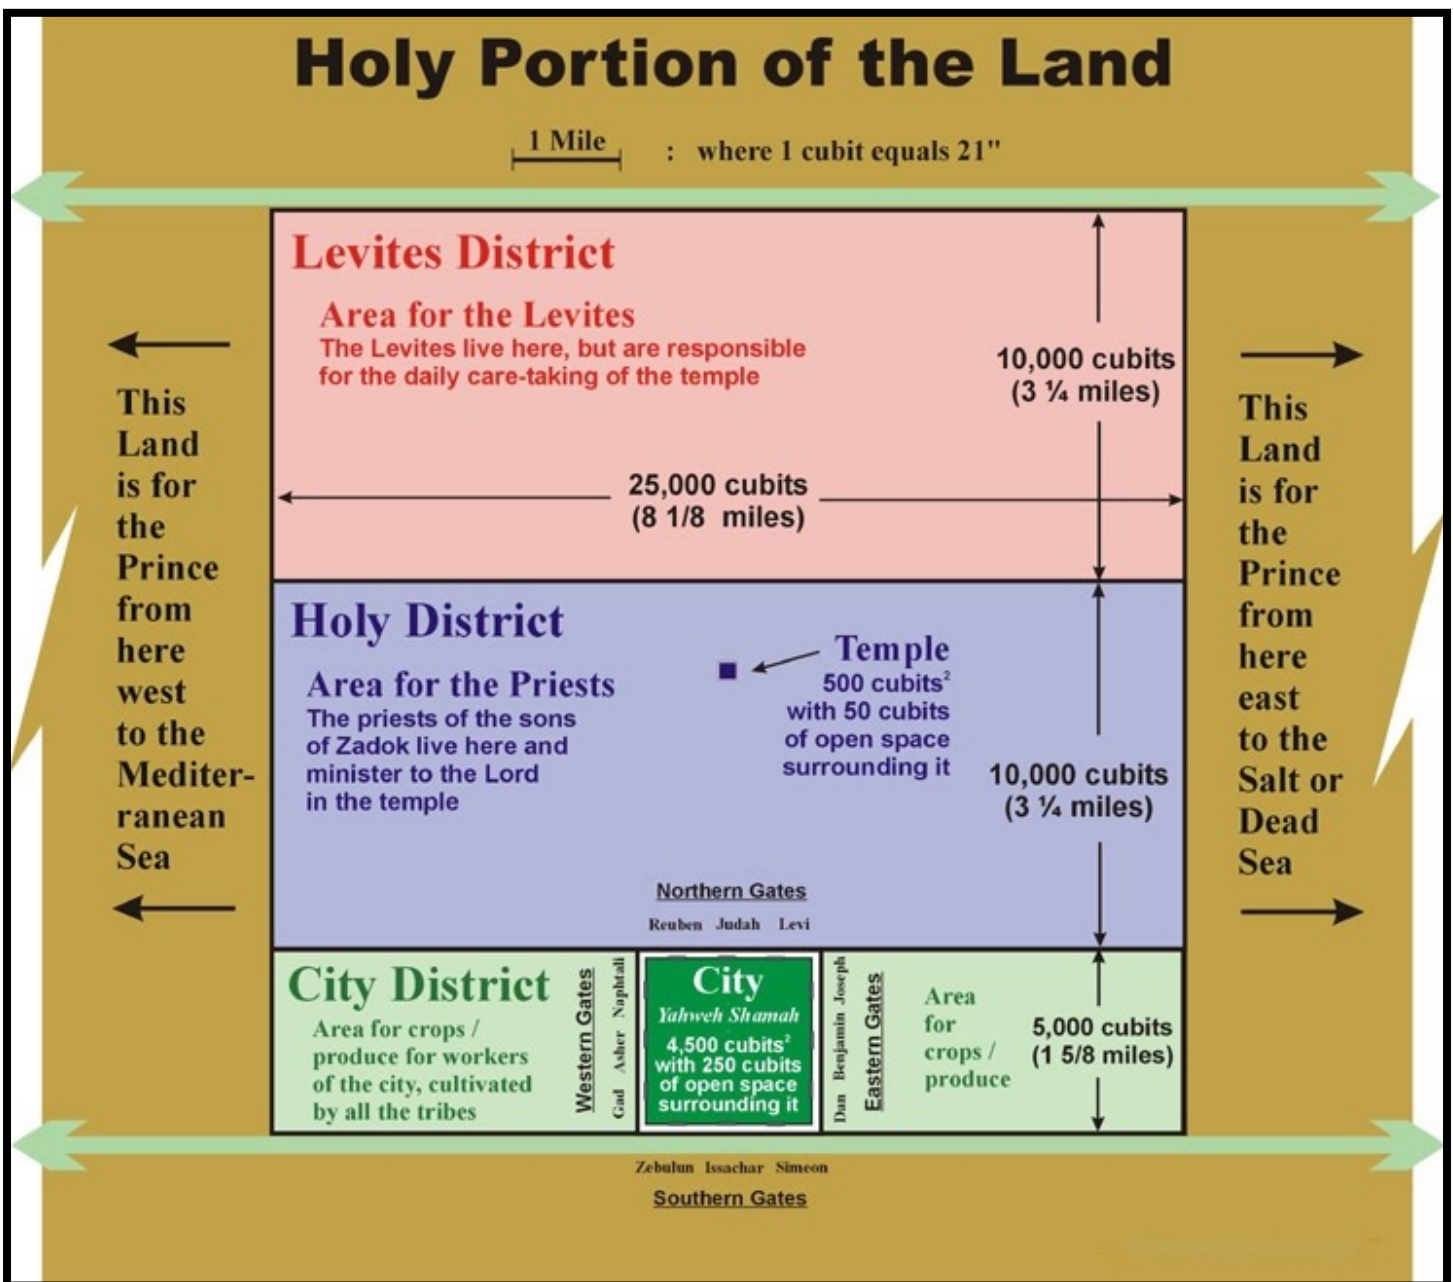 Holy Portion of the Land
1 Mile : where 1 cubit equals 21"
Levites District
Area for the Levites
The Levites live here, but are responsible
for the daily care-taking of the temple
10,000 cubits
(3 ¼ miles)
25,000 cubits
(8 1/8 miles)
This
Land
is for
the
Prince
from
here
west
to the
Mediter-
ranean
Sea
This
Land
is for
the
Prince
from
here
east
to the
Salt or
Dead
Sea
Holy District
Area for the Priests
The priests of the sons
of Zadok live here and
minister to the Lord
in the temple
Temple
500 cubits²
with 50 cubits
of open space
surrounding it
10,000 cubits
(3 ¼ miles)
Northern Gates
Reuben Judah Levi
City District
Area for crops /
produce for workers
of the city, cultivated
by all the tribes
Western Gates
Gad Asher Naphtali
City
Yahweh Shamah
4,500 cubits²
with 250 cubits
of open space
surrounding it
Dan Benjamin Joseph
Eastern Gates
Area
for
crops /
produce
5,000 cubits
(1 5/8 miles)
Zebulun Issachar Simeon
Southern Gates